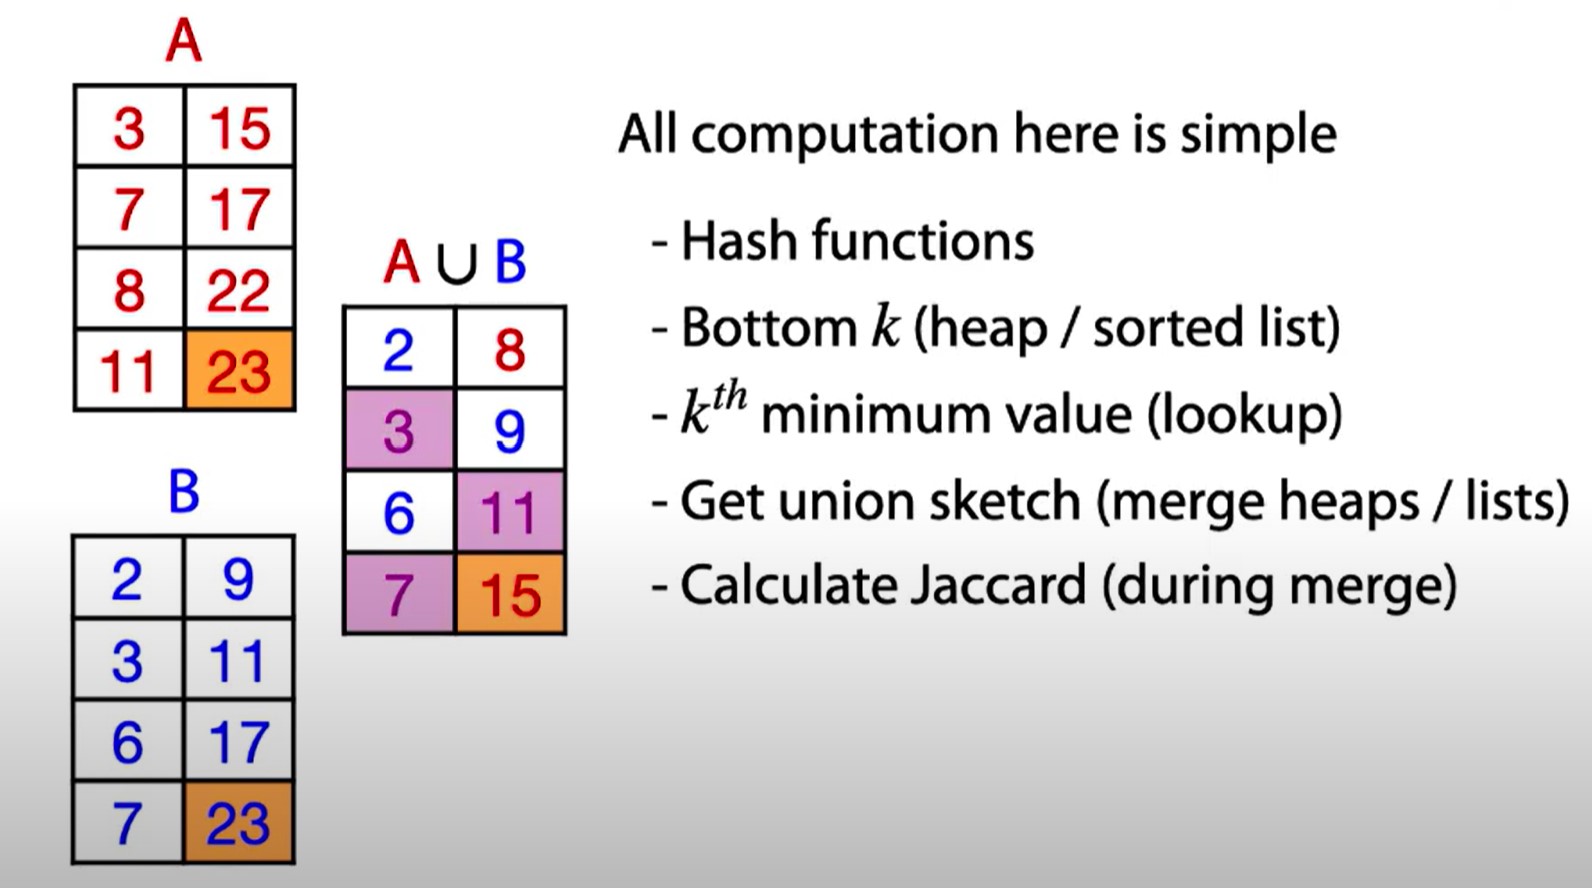 A
3 15
7 17
8 22
11 23
B
2 9
3 11
6 17
7 23
A ∪ B
2 8
3 9
6 11
7 15
All computation here is simple
- Hash functions
- Bottom k (heap / sorted list)
- kᵗʰ minimum value (lookup)
- Get union sketch (merge heaps / lists)
- Calculate Jaccard (during merge)